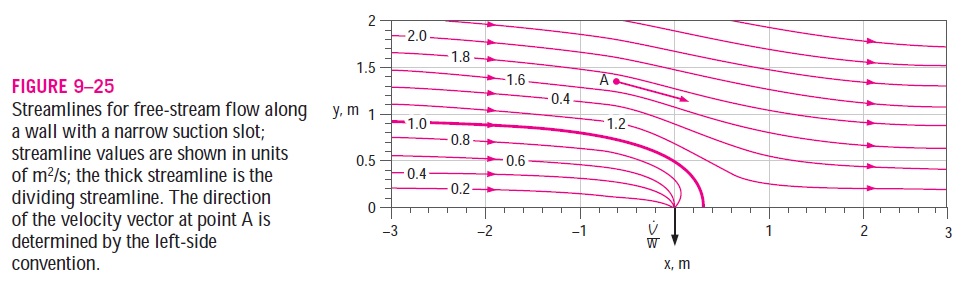 FIGURE 9–25
Streamlines for free-stream flow along
a wall with a narrow suction slot;
streamline values are shown in units
of m²/s; the thick streamline is the
dividing streamline. The direction
of the velocity vector at point A is
determined by the left-side
convention.
y, m
2
1.5
1
0.5
0
2.0
1.8
1.6
A
0.4
1.2
1.0
0.8
0.6
0.4
0.2
-3
-2
-1
V̇
W
1
2
3
x, m